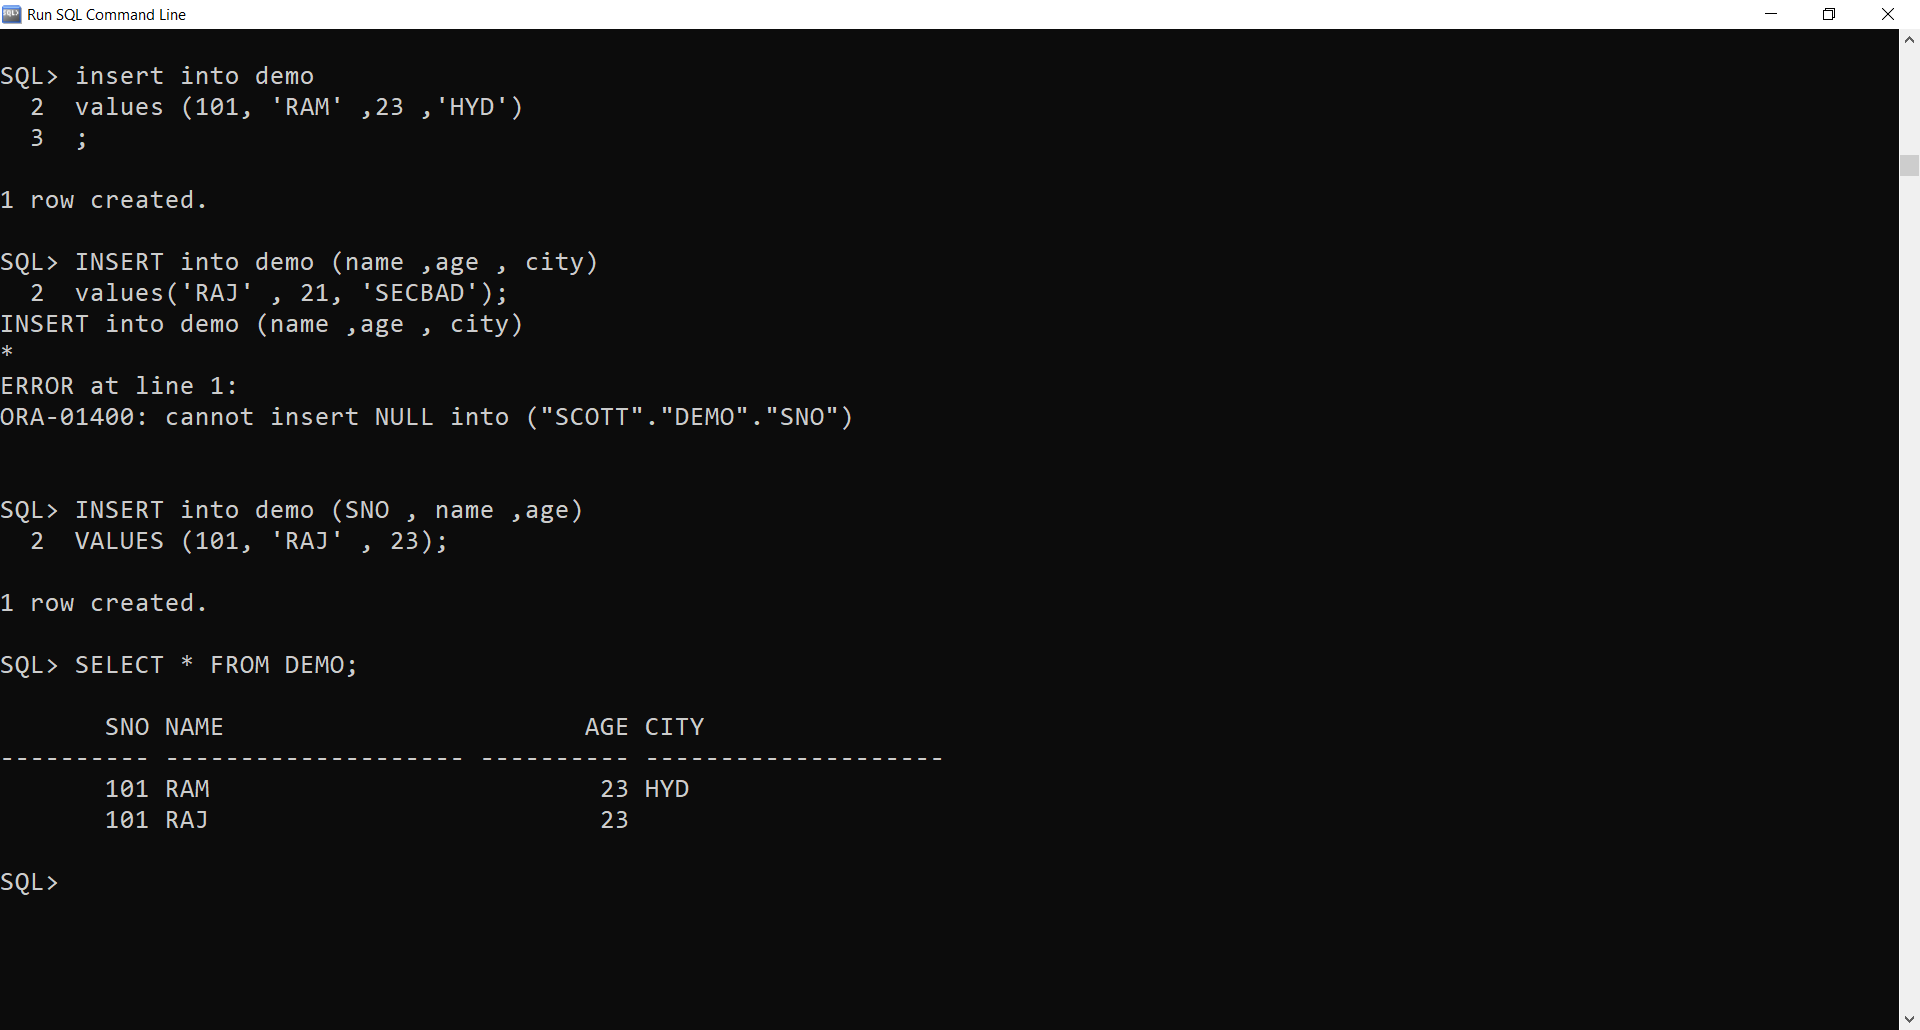 Run SQL Command Line
SQL> insert into demo
  2  values (101, 'RAM' ,23 ,'HYD')
  3  ;
1 row created.
SQL> INSERT into demo (name ,age , city)
  2  values('RAJ' , 21, 'SECBAD');
INSERT into demo (name ,age , city)
*
ERROR at line 1:
ORA-01400: cannot insert NULL into ("SCOTT"."DEMO"."SNO")
SQL> INSERT into demo (SNO , name ,age)
  2  VALUES (101, 'RAJ' , 23);
1 row created.
SQL> SELECT * FROM DEMO;
       SNO NAME                        AGE CITY
---------- -------------------- ---------- --------------------
       101 RAM                          23 HYD
       101 RAJ                          23
SQL>